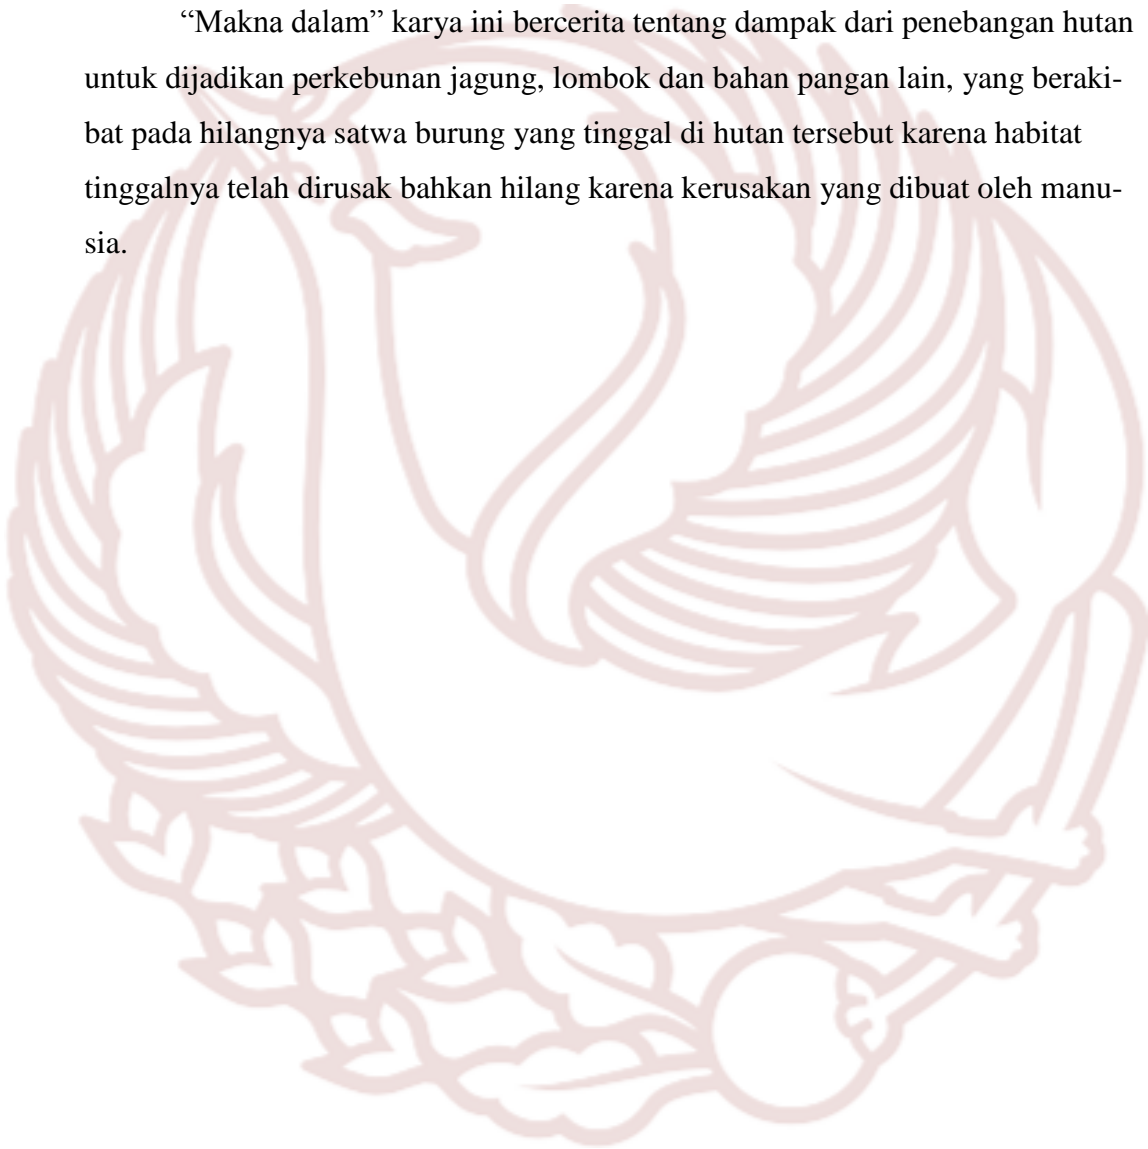 “Makna dalam” karya ini bercerita tentang dampak dari penebangan hutan
untuk dijadikan perkebunan jagung, lombok dan bahan pangan lain, yang beraki-
bat pada hilangnya satwa burung yang tinggal di hutan tersebut karena habitat
tinggalnya telah dirusak bahkan hilang karena kerusakan yang dibuat oleh manu-
sia.